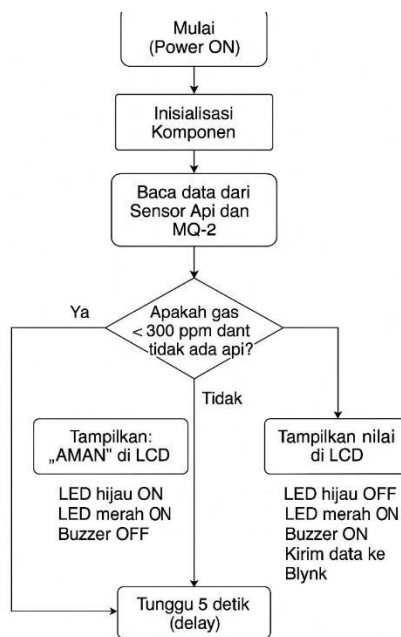 Mulai
(Power ON)
Inisialisasi
Komponen
Baca data dari
Sensor Api dan
MQ-2
Ya
Apakah gas
< 300 ppm dant
tidak ada api?
Tidak
Tampilkan:
„AMAN" di LCD
LED hijau ON
LED merah ON
Buzzer OFF
Tampilkan nilai
di LCD
LED hijau OFF
LED merah ON
Buzzer ON
Kirim data ke
Blynk
Tunggu 5 detik
(delay)